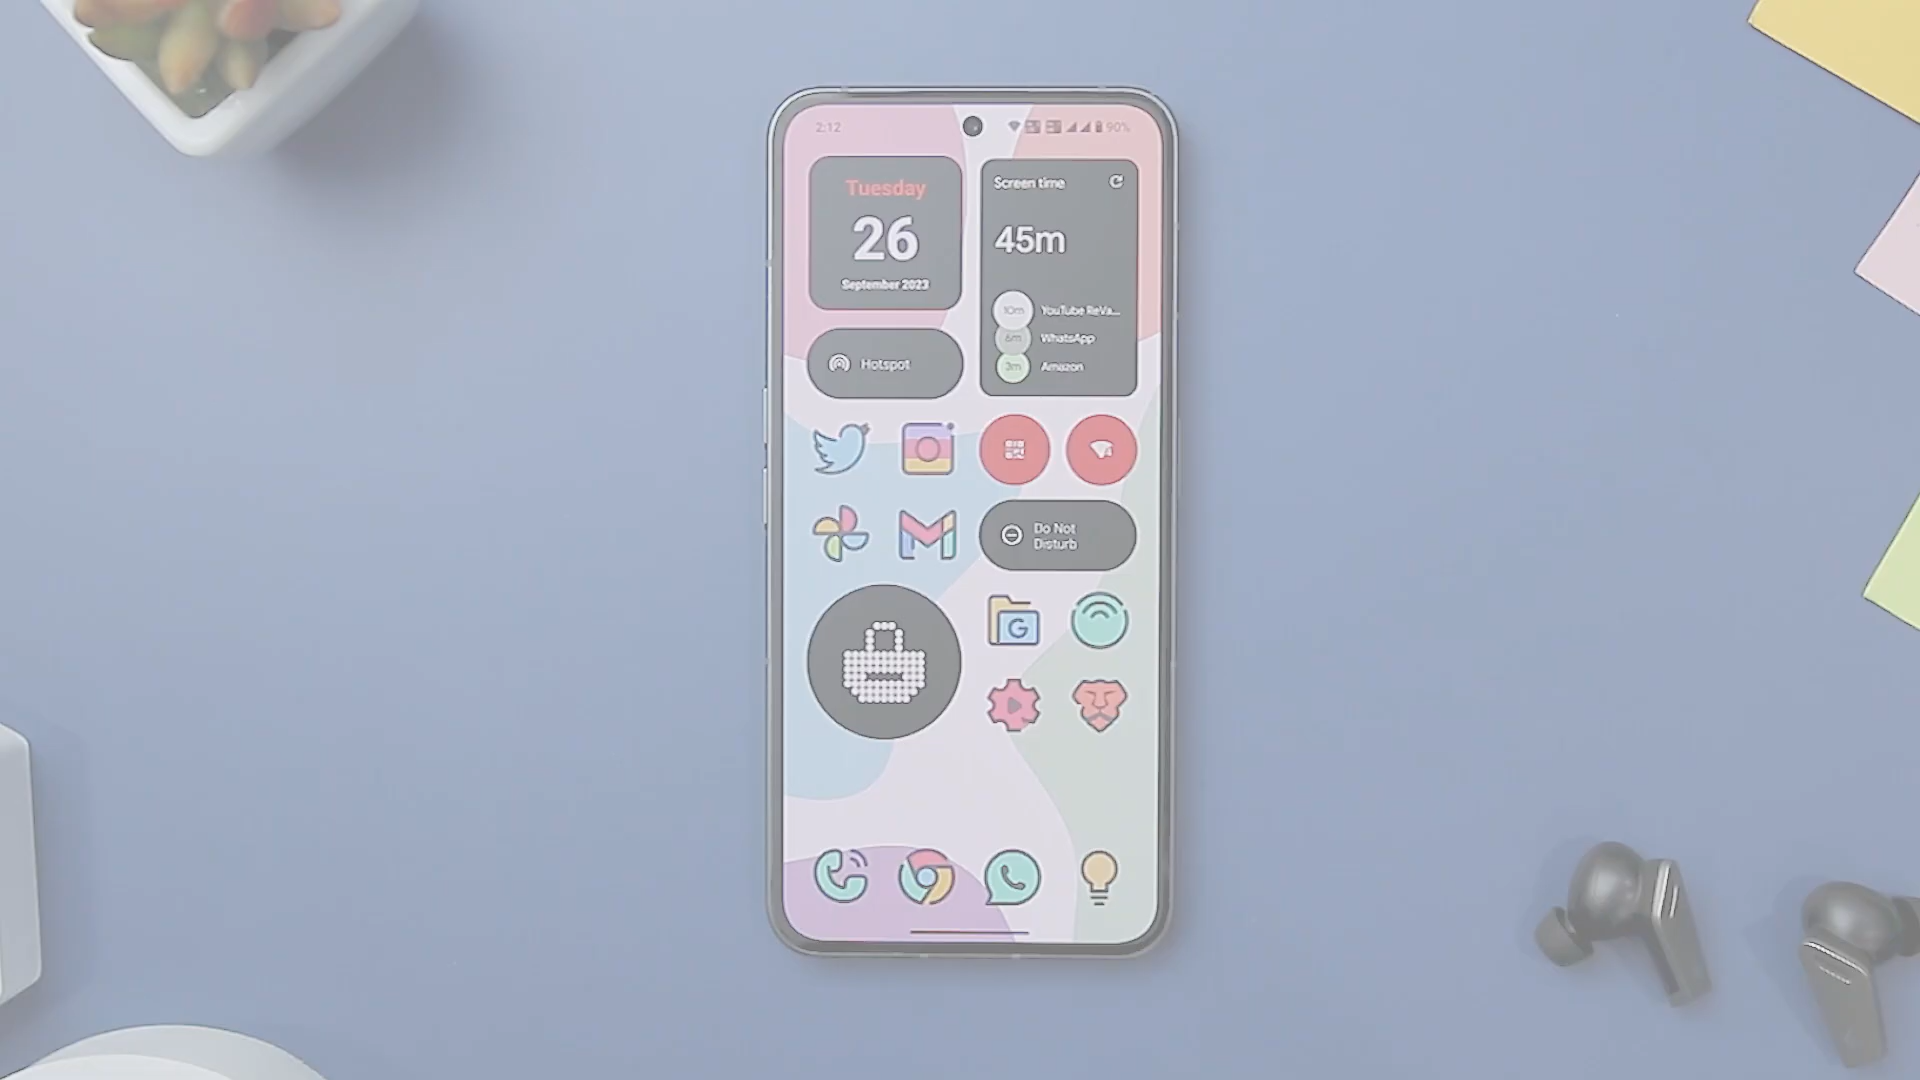 2:12
90%
Tuesday
26
September 2023
Screen time
45m
10m YouTube ReVa...
6m WhatsApp
3m Amazon
Hotspot
Do Not
Disturb
G